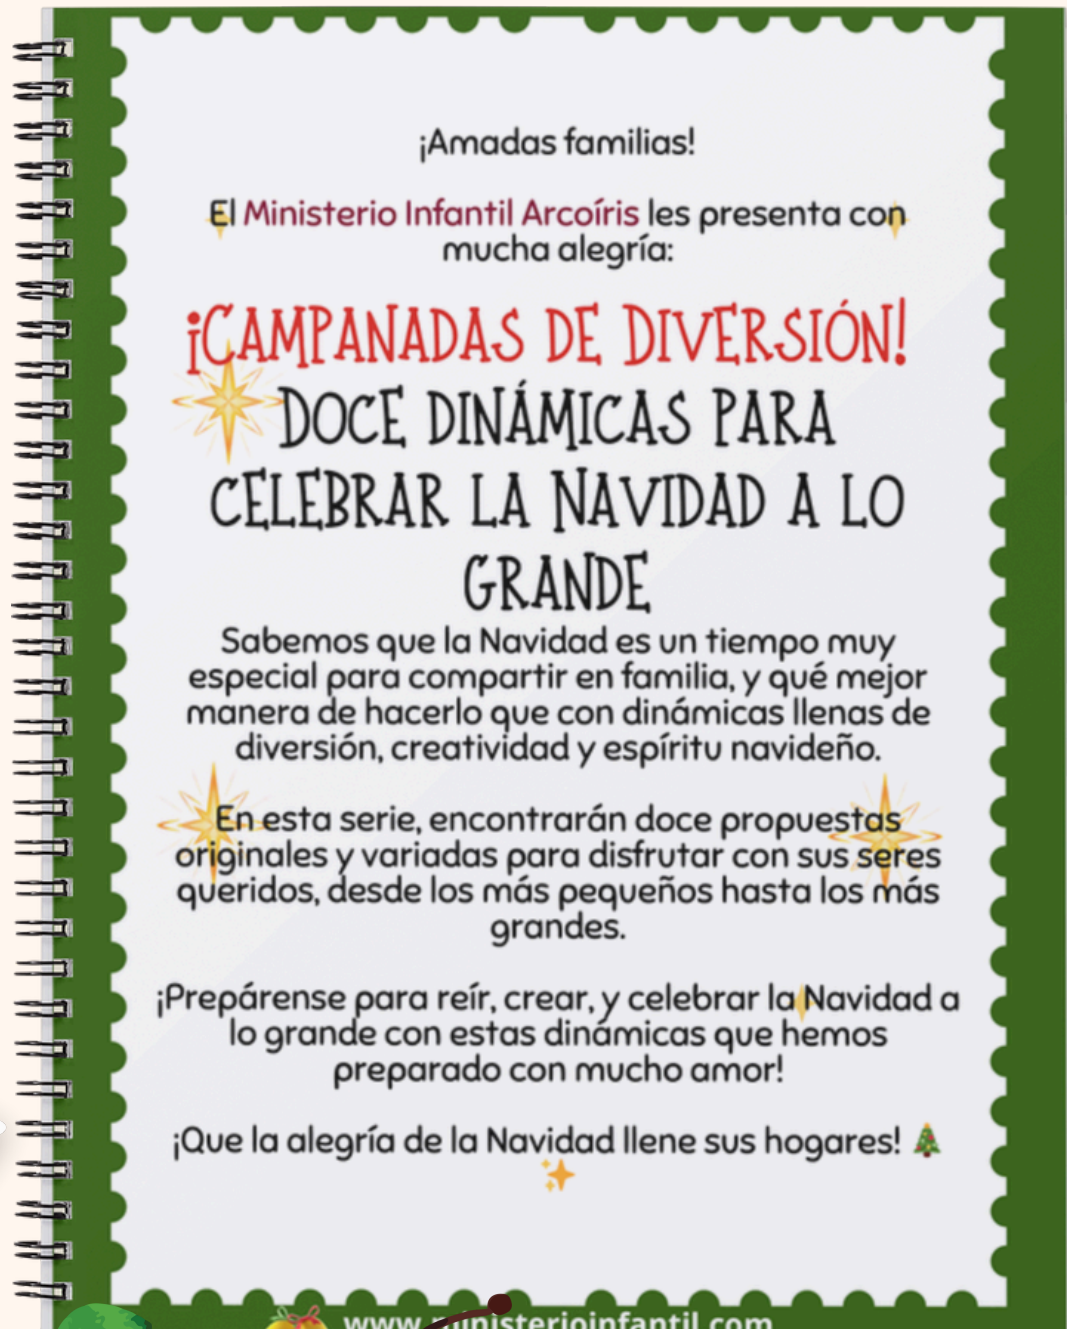 ¡Amadas familias!
El Ministerio Infantil Arcoíris les presenta con
mucha alegría:
¡CAMPANADAS DE DIVERSIÓN!
DOCE DINÁMICAS PARA
CELEBRAR LA NAVIDAD A LO
GRANDE
Sabemos que la Navidad es un tiempo muy
especial para compartir en familia, y qué mejor
manera de hacerlo que con dinámicas llenas de
diversión, creatividad y espíritu navideño.
En esta serie, encontrarán doce propuestas
originales y variadas para disfrutar con sus seres
queridos, desde los más pequeños hasta los más
grandes.
¡Prepárense para reír, crear, y celebrar la Navidad a
lo grande con estas dinámicas que hemos
preparado con mucho amor!
¡Que la alegría de la Navidad llene sus hogares! 🎄
✨
www.ministerioinfantil.com